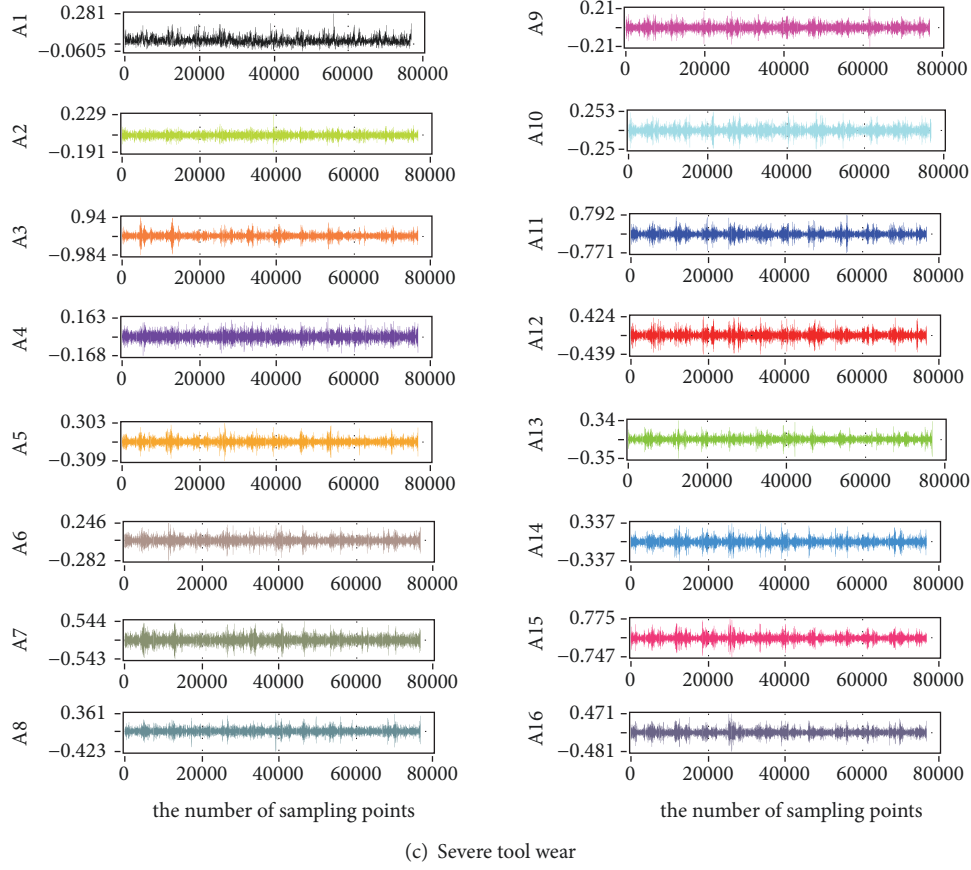 A1
0.281
−0.0605
0 20000 40000 60000 80000
A2
0.229
−0.191
0 20000 40000 60000 80000
A3
0.94
−0.984
0 20000 40000 60000 80000
A4
0.163
−0.168
0 20000 40000 60000 80000
A5
0.303
−0.309
0 20000 40000 60000 80000
A6
0.246
−0.282
0 20000 40000 60000 80000
A7
0.544
−0.543
0 20000 40000 60000 80000
A8
0.361
−0.423
0 20000 40000 60000 80000
the number of sampling points
A9
0.21
−0.21
0 20000 40000 60000 80000
A10
0.253
−0.25
0 20000 40000 60000 80000
A11
0.792
−0.771
0 20000 40000 60000 80000
A12
0.424
−0.439
0 20000 40000 60000 80000
A13
0.34
−0.35
0 20000 40000 60000 80000
A14
0.337
−0.337
0 20000 40000 60000 80000
A15
0.775
−0.747
0 20000 40000 60000 80000
A16
0.471
−0.481
0 20000 40000 60000 80000
the number of sampling points
(c) Severe tool wear